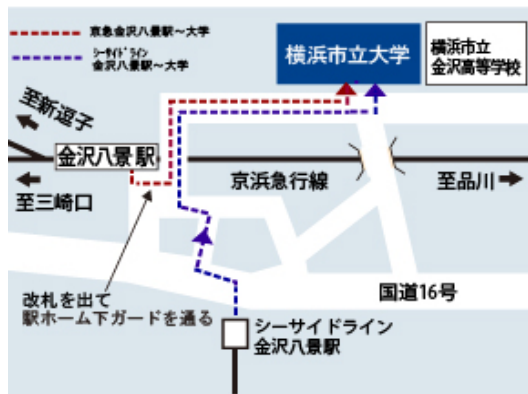 京急金沢八景駅～大学
シーサイドライン
金沢八景駅～大学
横浜市立大学
横浜市立
金沢高等学校
至新逗子
金沢八景駅
京浜急行線
至品川
至三崎口
改札を出て
駅ホーム下ガードを通る
国道16号
シーサイドライン
金沢八景駅